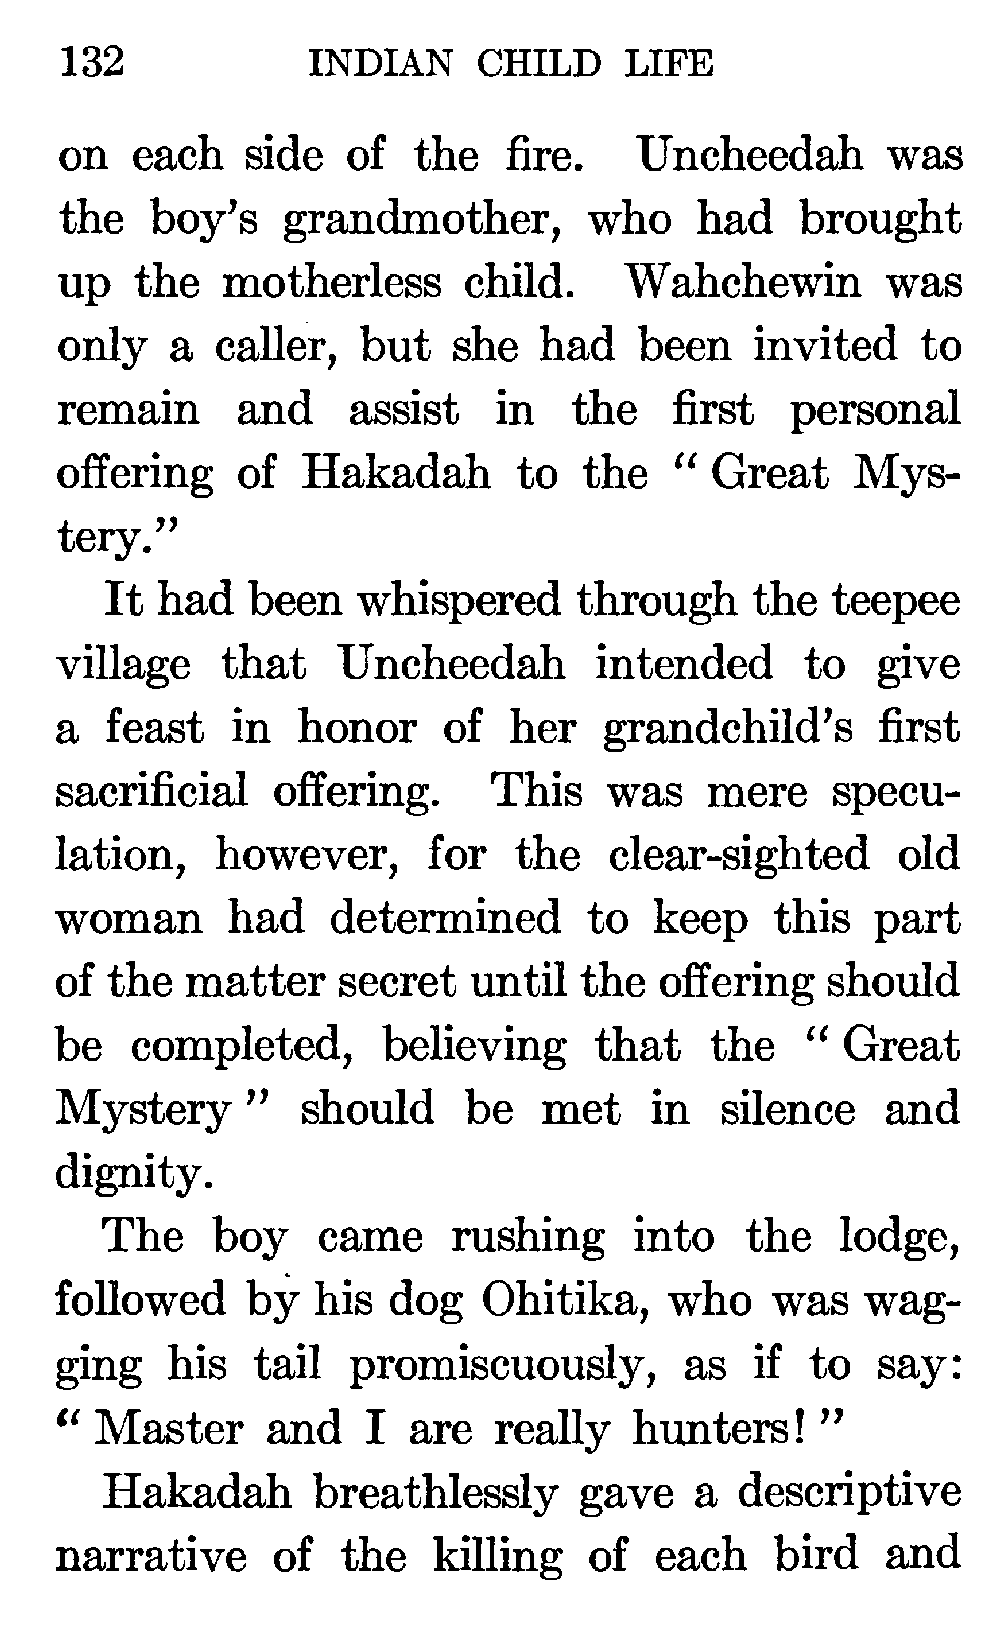 132 INDIAN CHILD LIFE
on each side of the fire. Uncheedah was
the boy's grandmother, who had brought
up the motherless child. Wahchewin was
only a caller, but she had been invited to
remain and assist in the first personal
offering of Hakadah to the “ Great Mys-
tery.”
It had been whispered through the teepee
village that Uncheedah intended to give
a feast in honor of her grandchild's first
sacrificial offering. This was mere specu-
lation, however, for the clear-sighted old
woman had determined to keep this part
of the matter secret until the offering should
be completed, believing that the “ Great
Mystery ” should be met in silence and
dignity.
The boy came rushing into the lodge,
followed by his dog Ohitika, who was wag-
ging his tail promiscuously, as if to say:
“ Master and I are really hunters! ”
Hakadah breathlessly gave a descriptive
narrative of the killing of each bird and